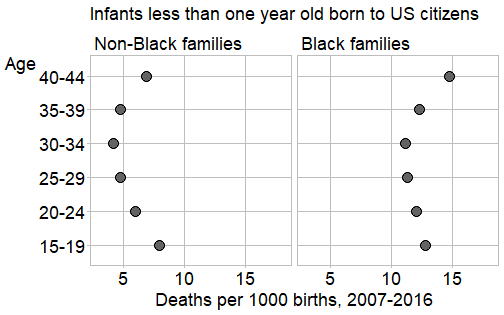 Infants less than one year old born to US citizens
Non-Black families
Black families
Age
40-44
35-39
30-34
25-29
20-24
15-19
5 10 15 5 10 15
Deaths per 1000 births, 2007-2016